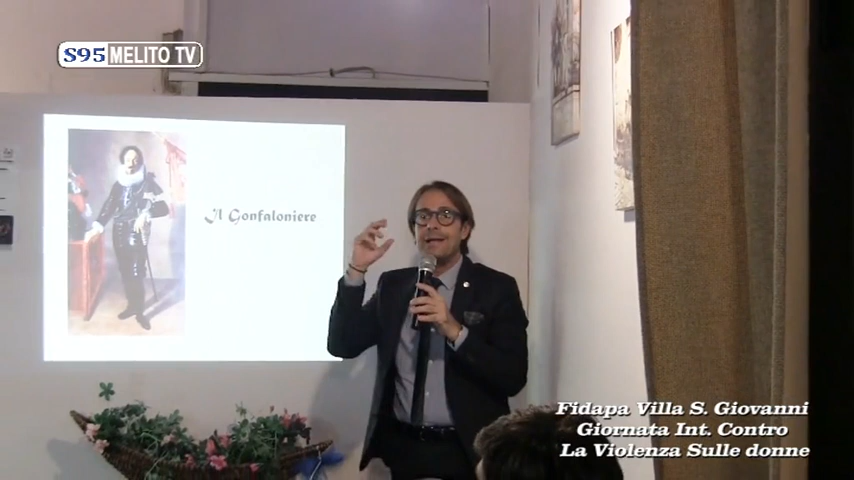 S95 MELITO TV
Il Gonfaloniere
Fidapa Villa S. Giovanni
Giornata Int. Contro
La Violenza Sulle donne